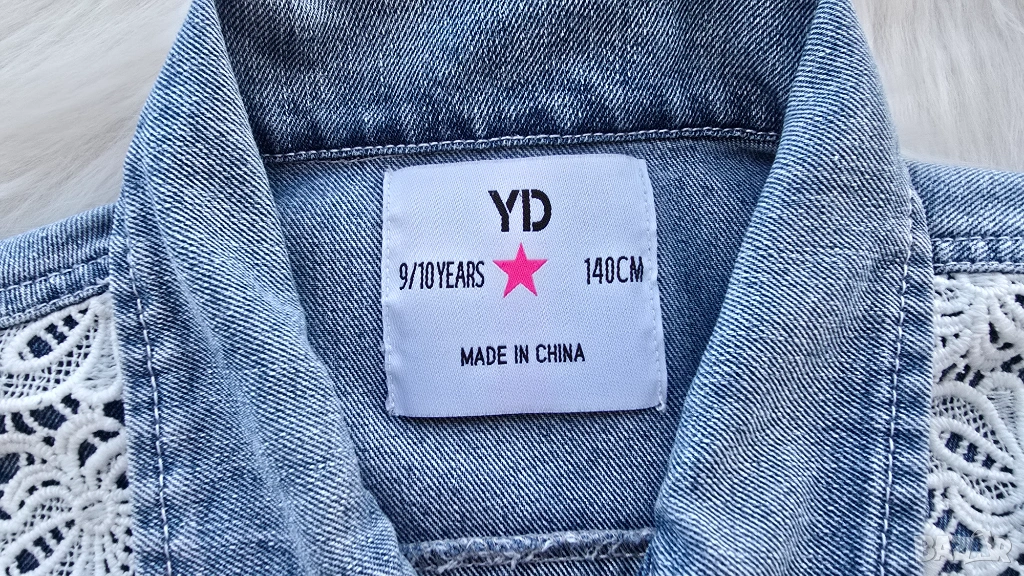 YD
9/10YEARS 140CM
MADE IN CHINA